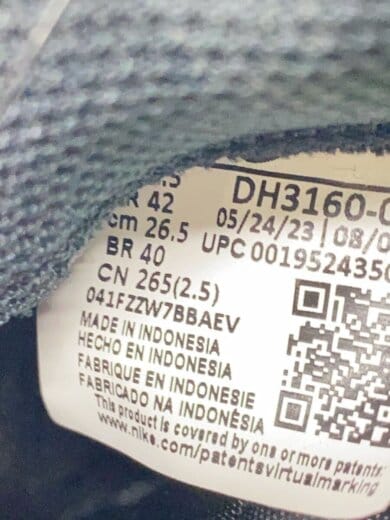 DH3160-
R 42
05/24/23 | 08/
cm 26.5
UPC 0019524435
BR 40
CN 265(2.5)
041FZZW7BBAEV
MADE IN INDONESIA
HECHO EN INDONESIA
FABRIQUE EN INDONESIE
FABRICADO NA INDONÉSIA
This product is covered by one or more patents:
www.nike.com/patentsvirtualmarking